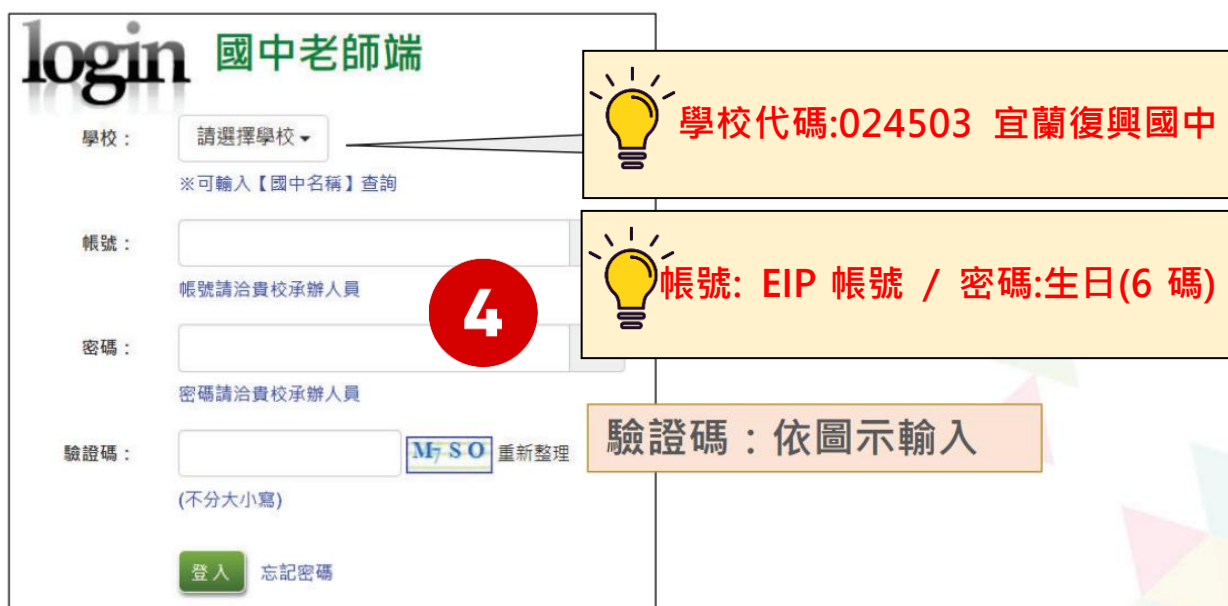 login 國中老師端
學校： 請選擇學校
※可輸入【國中名稱】查詢
學校代碼:024503 宜蘭復興國中
帳號：
帳號請洽貴校承辦人員
4
帳號: EIP 帳號 / 密碼:生日(6 碼)
密碼：
密碼請洽貴校承辦人員
驗證碼： M7SO 重新整理
(不分大小寫)
驗證碼：依圖示輸入
登入 忘記密碼